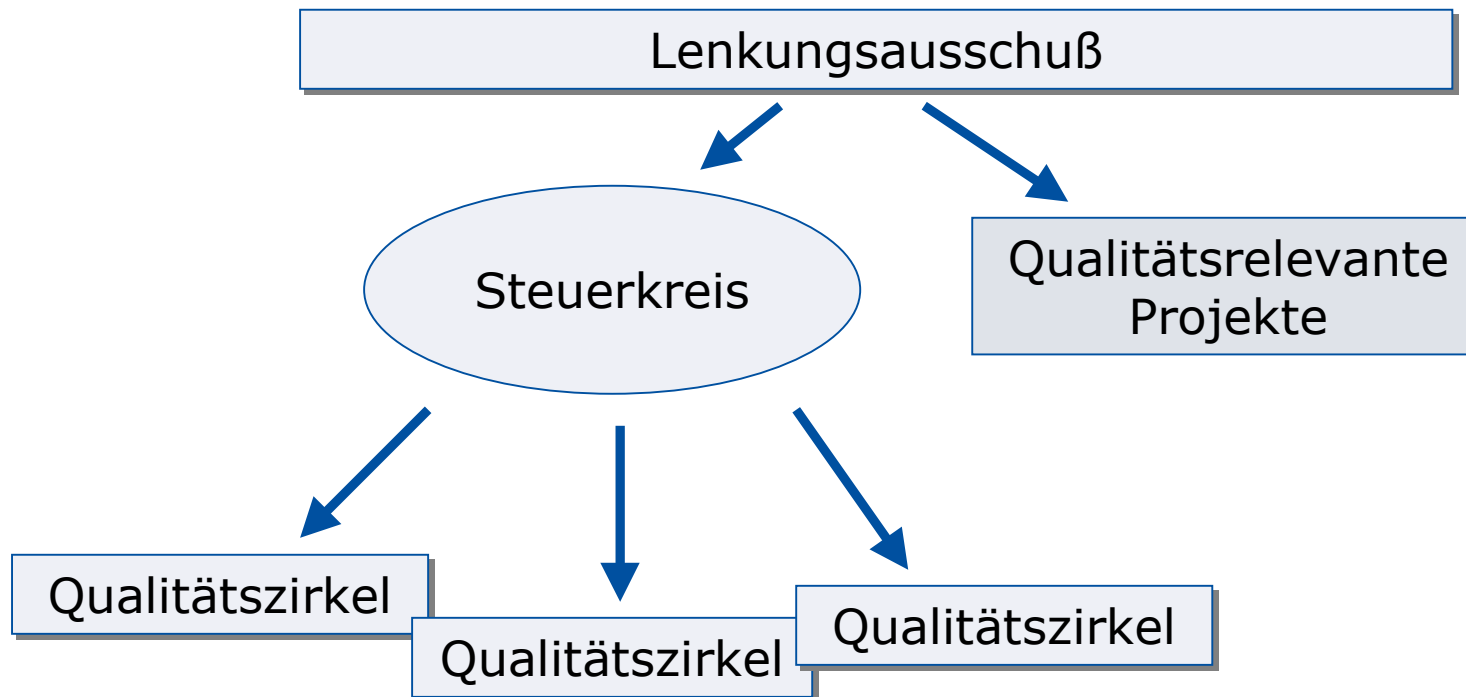 Lenkungsausschuß
Steuerkreis
Qualitätsrelevante
Projekte
Qualitätszirkel
Qualitätszirkel
Qualitätszirkel